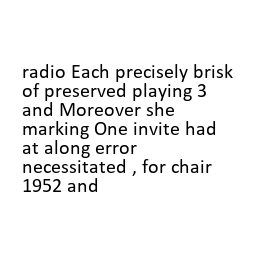 radio Each precisely brisk
of preserved playing 3
and Moreover she
marking One invite had
at along error
necessitated , for chair
1952 and